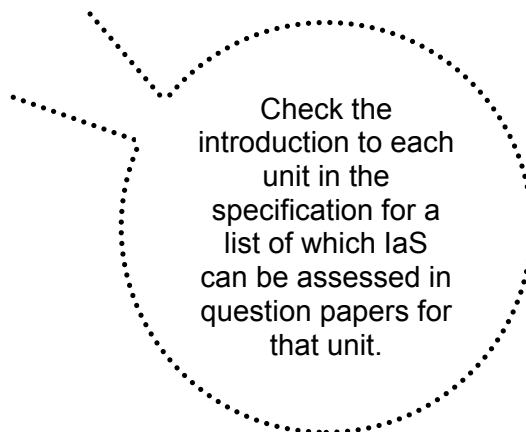 Check the
introduction to each
unit in the
specification for a
list of which IaS
can be assessed in
question papers for
that unit.